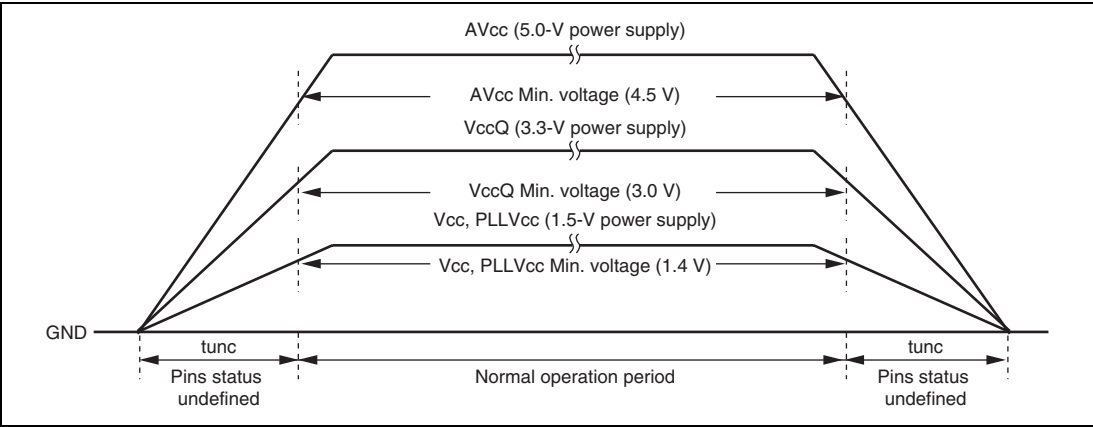 AVcc (5.0-V power supply)
AVcc Min. voltage (4.5 V)
VccQ (3.3-V power supply)
VccQ Min. voltage (3.0 V)
Vcc, PLLVcc (1.5-V power supply)
Vcc, PLLVcc Min. voltage (1.4 V)
GND
tunc
Pins status
undefined
Normal operation period
tunc
Pins status
undefined